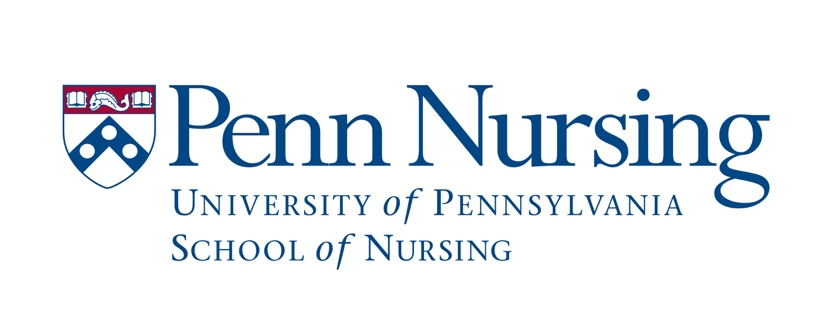 Penn Nursing
UNIVERSITY of PENNSYLVANIA
SCHOOL of NURSING